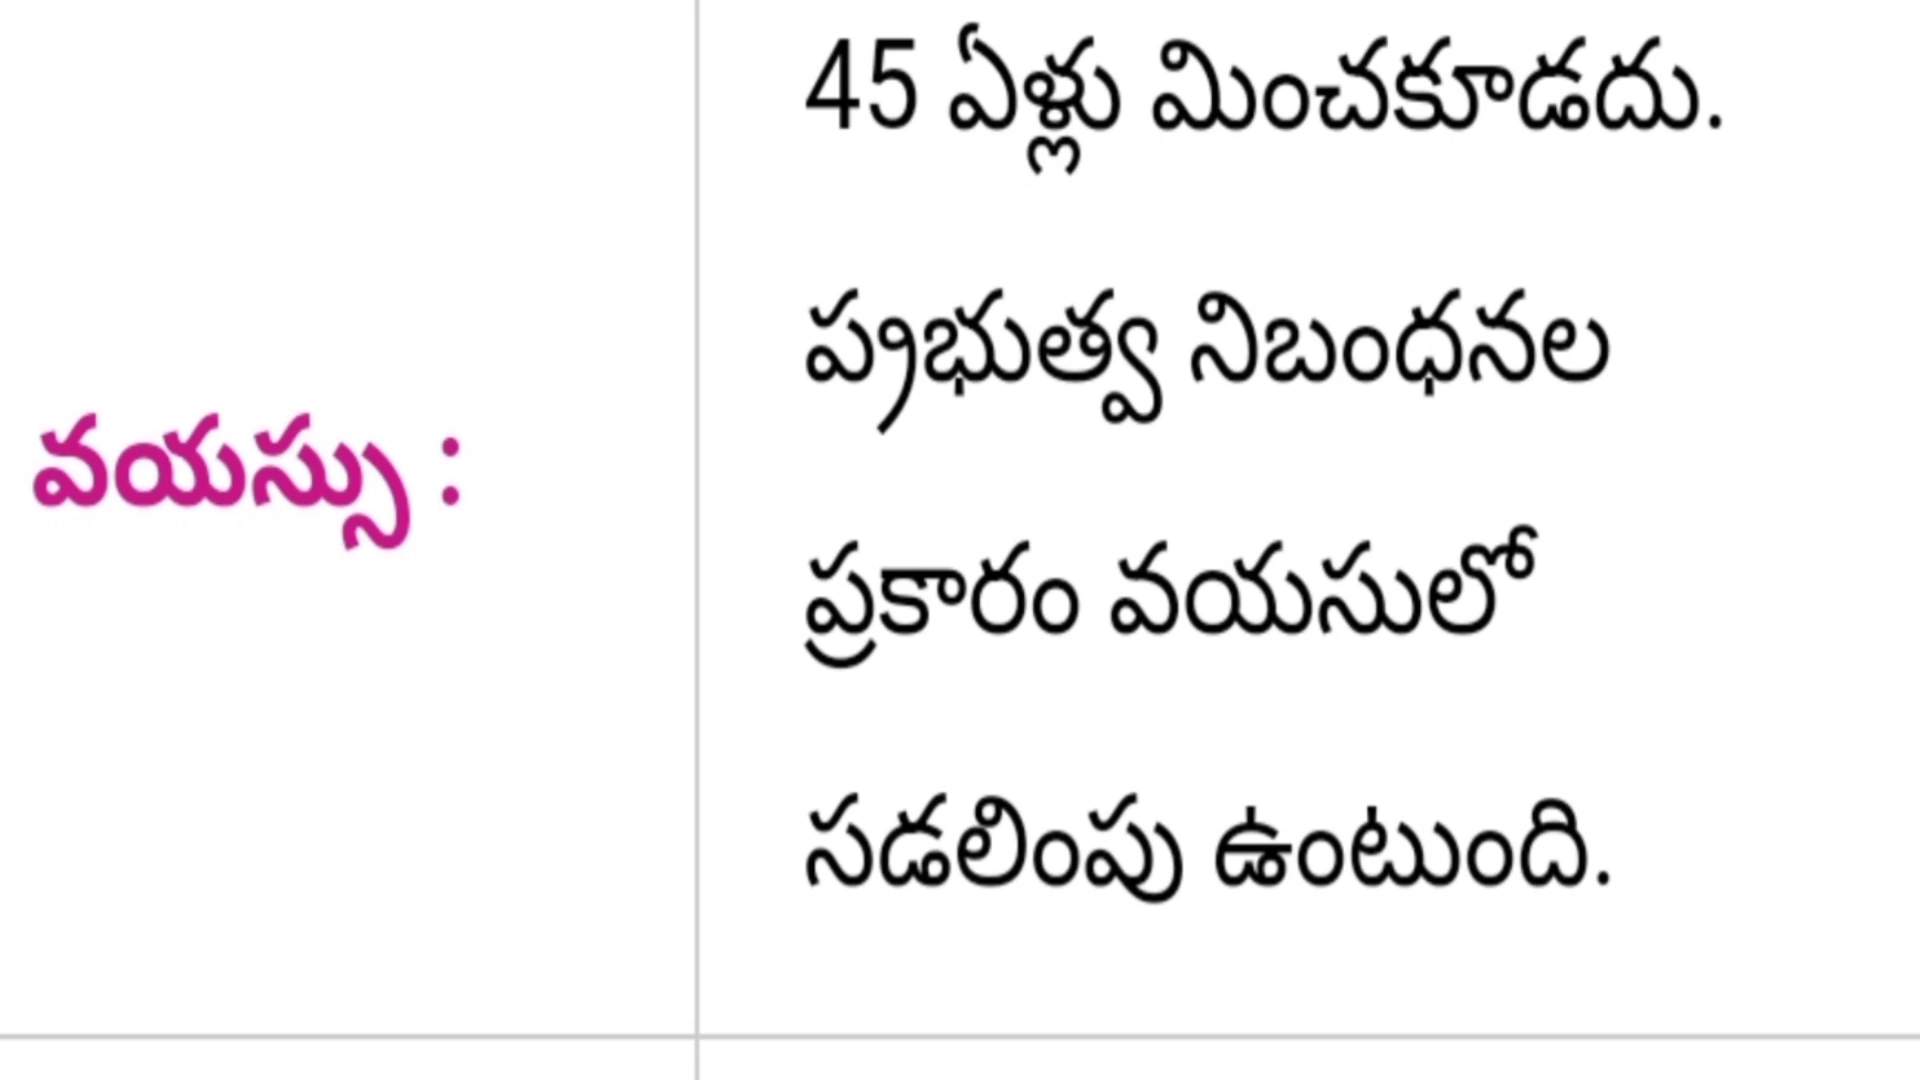 45 ఏళ్లు మించకూడదు.
ప్రభుత్వ నిబంధనల
వయస్సు :
ప్రకారం వయసులో
సడలింపు ఉంటుంది.